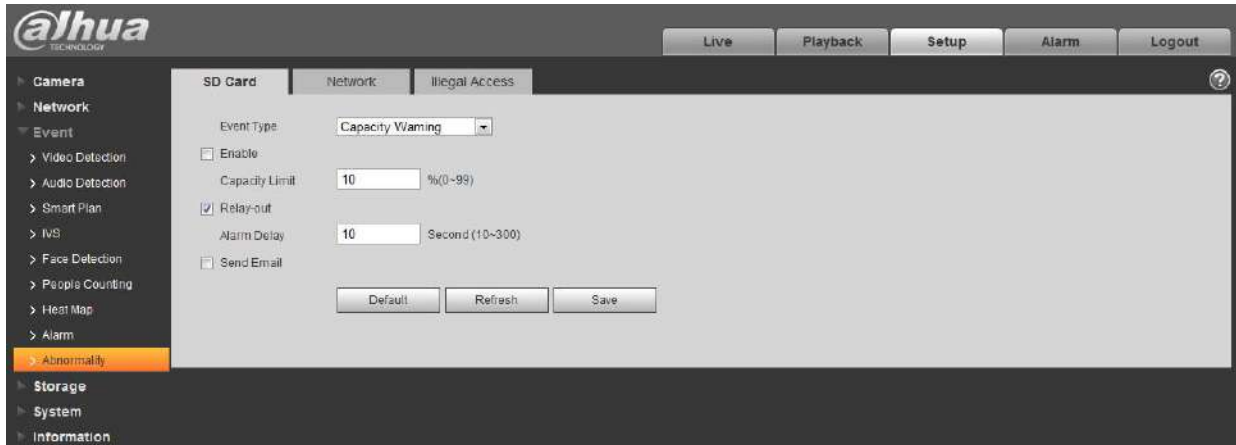 alhua
TECHNOLOGY
Live
Playback
Setup
Alarm
Logout
Camera
Network
Event
Video Detection
Audio Detection
Smart Plan
IVS
Face Detection
People Counting
Heat Map
Alarm
Abnormality
Storage
System
Information
SD Card
Network
Illegal Access
?
Event Type
Capacity Warning
Enable
Capacity Limit
10
%(0~99)
Relay-out
Alarm Delay
10
Second (10~300)
Send Email
Default
Refresh
Save